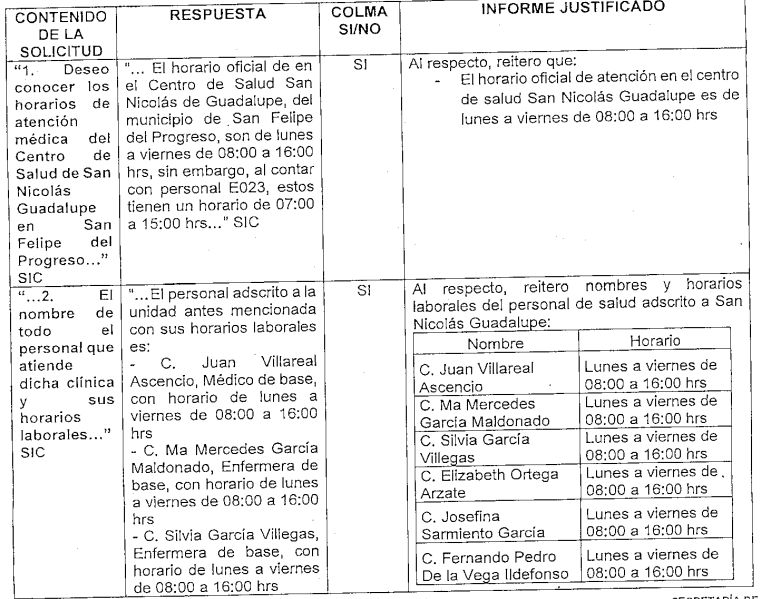 CONTENIDO
DE LA
SOLICITUD
RESPUESTA
COLMA
SI/NO
INFORME JUSTIFICADO
“1. Deseo
conocer los
horarios de
atención
médica del
Centro de
Salud de San
Nicolás
Guadalupe
en San
Felipe del
Progreso...”
SIC
"... El horario oficial de en
el Centro de Salud San
Nicolás de Guadalupe, del
municipio de San Felipe
del Progreso, son de lunes
a viernes de 08:00 a 16:00
hrs, sin embargo, al contar
con personal E023, estos
tienen un horario de 07:00
a 15:00 hrs..." SIC
SI
Al respecto, reitero que:
- El horario oficial de atención en el centro
de salud San Nicolás Guadalupe es de
lunes a viernes de 08:00 a 16:00 hrs
“...2. El
nombre de
todo el
personal que
atiende
dicha clínica
y sus
horarios
laborales...”
SIC
"...El personal adscrito a la
unidad antes mencionada
con sus horarios laborales
es:
- C. Juan Villareal
Ascencio, Médico de base,
con horario de lunes a
viernes de 08:00 a 16:00
hrs
- C. Ma Mercedes García
Maldonado, Enfermera de
base, con horario de lunes
a viernes de 08:00 a 16:00
hrs
- C. Silvia García Villegas,
Enfermera de base, con
horario de lunes a viernes
de 08:00 a 16:00 hrs
SI
Al respecto, reitero nombres y horarios
laborales del personal de salud adscrito a San
Nicolás Guadalupe:
Nombre Horario
C. Juan Villareal
Ascencio
Lunes a viernes de
08:00 a 16:00 hrs
C. Ma Mercedes
García Maldonado
Lunes a viernes de
08:00 a 16:00 hrs
C. Silvia García
Villegas
Lunes a viernes de
08:00 a 16:00 hrs
C. Elizabeth Ortega
Arzate
Lunes a viernes de
08:00 a 16:00 hrs
C. Josefina
Sarmiento García
Lunes a viernes de
08:00 a 16:00 hrs
C. Fernando Pedro
De la Vega Ildefonso
Lunes a viernes de
08:00 a 16:00 hrs